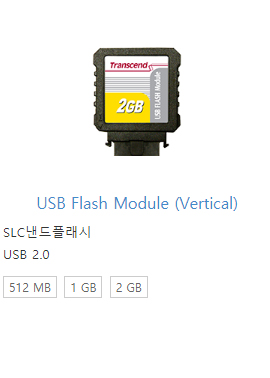 Transcend
2GB
USB FLASH Module
USB Flash Module (Vertical)
SLC낸드플래시
USB 2.0
512 MB 1 GB 2 GB